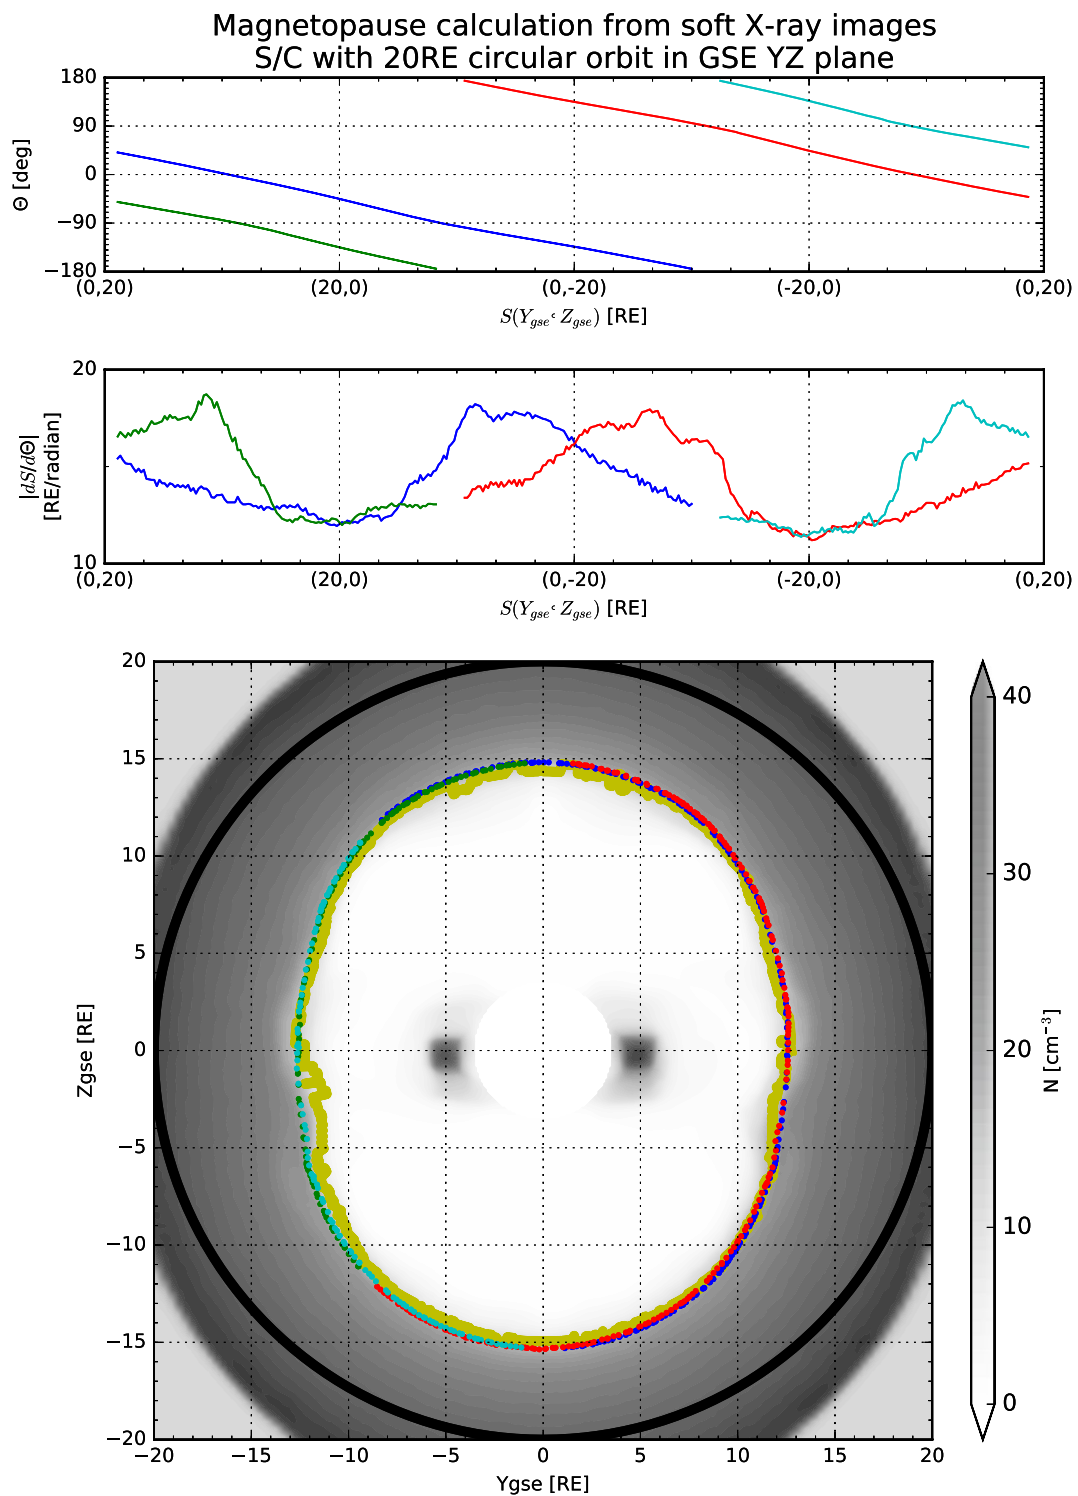 Magnetopause calculation from soft X-ray images
S/C with 20RE circular orbit in GSE YZ plane
180
90
0
−90
−180
Θ [deg]
(0,20) (20,0) (0,-20) (-20,0) (0,20)
S(Ygse, Zgse) [RE]
20
10
|dS/dΘ|
[RE/radian]
(0,20) (20,0) (0,-20) (-20,0) (0,20)
S(Ygse, Zgse) [RE]
20
15
10
5
0
−5
−10
−15
−20
Zgse [RE]
−20 −15 −10 −5 0 5 10 15 20
Ygse [RE]
40
30
20
10
0
N [cm⁻³]